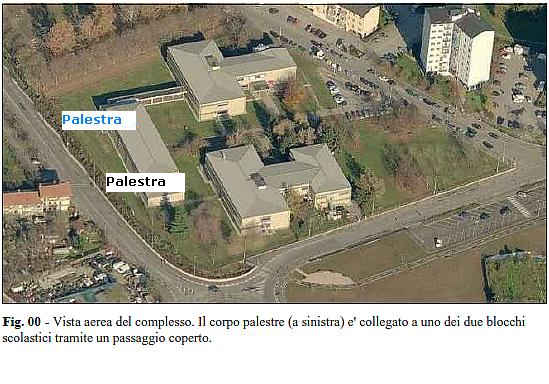 Palestra
Palestra
Fig. 00 - Vista aerea del complesso. Il corpo palestre (a sinistra) e' collegato a uno dei due blocchi
scolastici tramite un passaggio coperto.